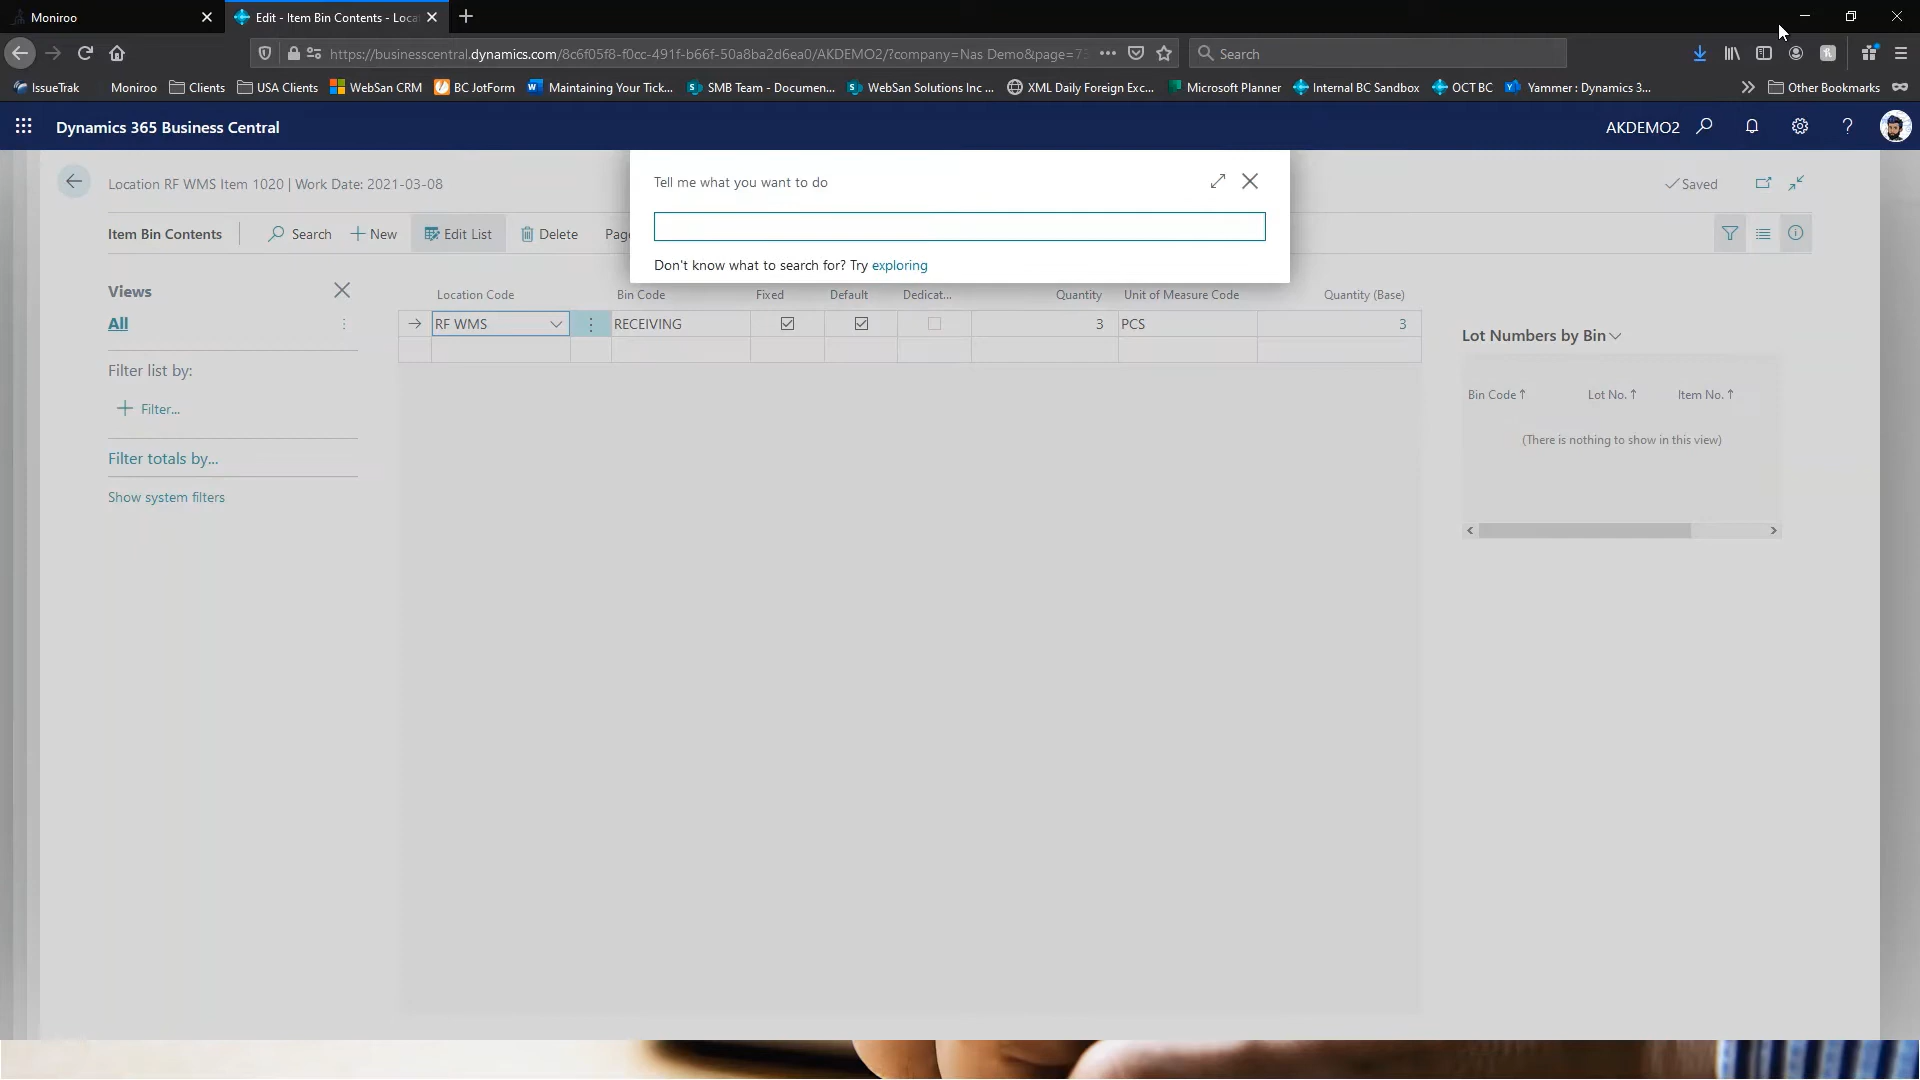 Moniroo
Edit - Item Bin Contents - Loca
https://businesscentral.dynamics.com/8c6f05f8-f0cc-491f-b66f-50a8ba2d6ea0/AKDEMO2/?company=Nas Demo&page=73
Search
IssueTrak
Moniroo
Clients
USA Clients
WebSan CRM
BC JotForm
Maintaining Your Tick...
SMB Team - Documen...
WebSan Solutions Inc ...
XML Daily Foreign Exc...
Microsoft Planner
Internal BC Sandbox
OCT BC
Yammer : Dynamics 3...
Other Bookmarks
Dynamics 365 Business Central
AKDEMO2
Location RF WMS Item 1020 | Work Date: 2021-03-08
Saved
Tell me what you want to do
Don't know what to search for? Try exploring
Item Bin Contents
Search
New
Edit List
Delete
Pag
Views
All
Filter list by:
Filter...
Filter totals by...
Show system filters
Location Code Bin Code Fixed Default Dedicat... Quantity Unit of Measure Code Quantity (Base)
RF WMS RECEIVING 3 PCS 3
Lot Numbers by Bin
Bin Code Lot No. Item No.
(There is nothing to show in this view)